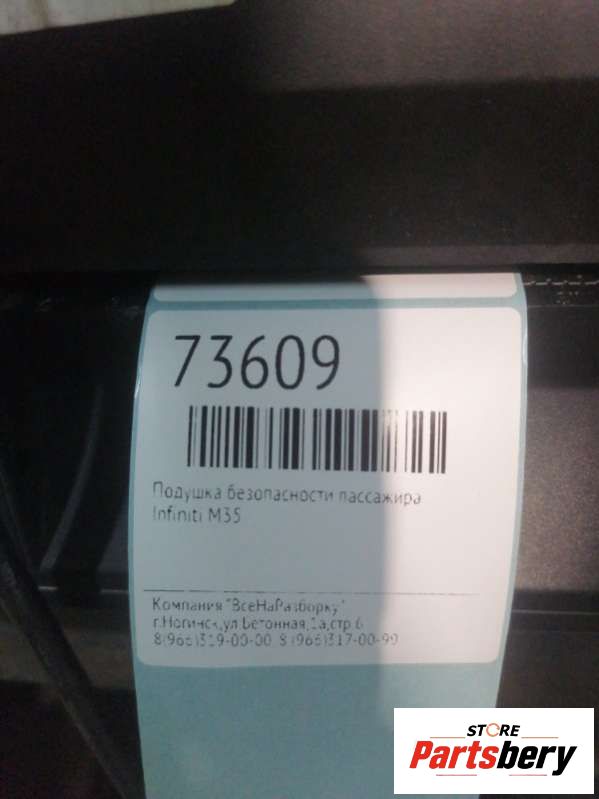 73609
Подушка безопасности пассажира
Infiniti M35
Компания "ВсеНаРазборку"
г.Ногинск,ул.Бетонная,1а,стр.6
8(966)319-00-00, 8(966)317-00-90
STORE
Partsbery